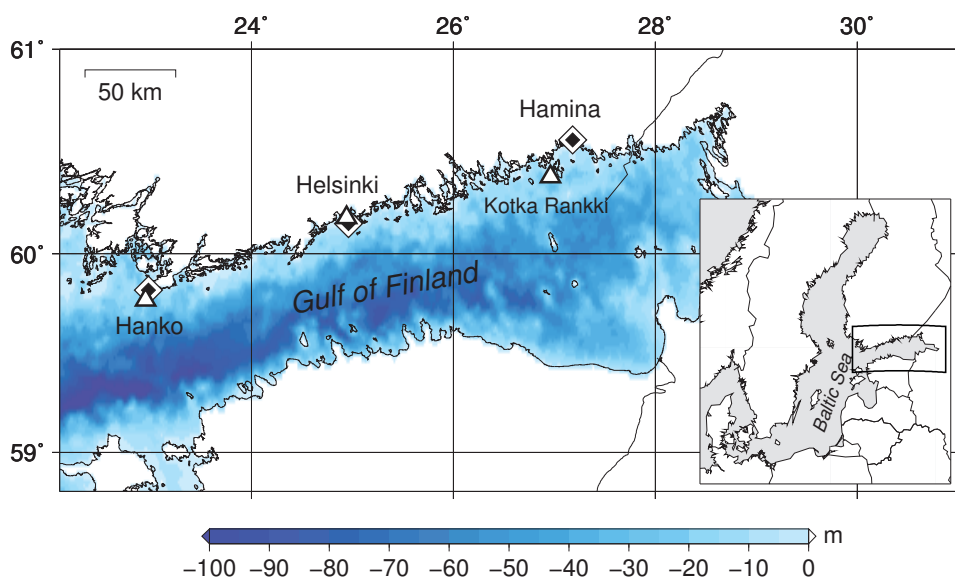 24° 26° 28° 30°
61°
50 km
Hamina
Helsinki
Kotka Rankki
60°
Gulf of Finland
Hanko
Baltic Sea
59°
m
−100 −90 −80 −70 −60 −50 −40 −30 −20 −10 0